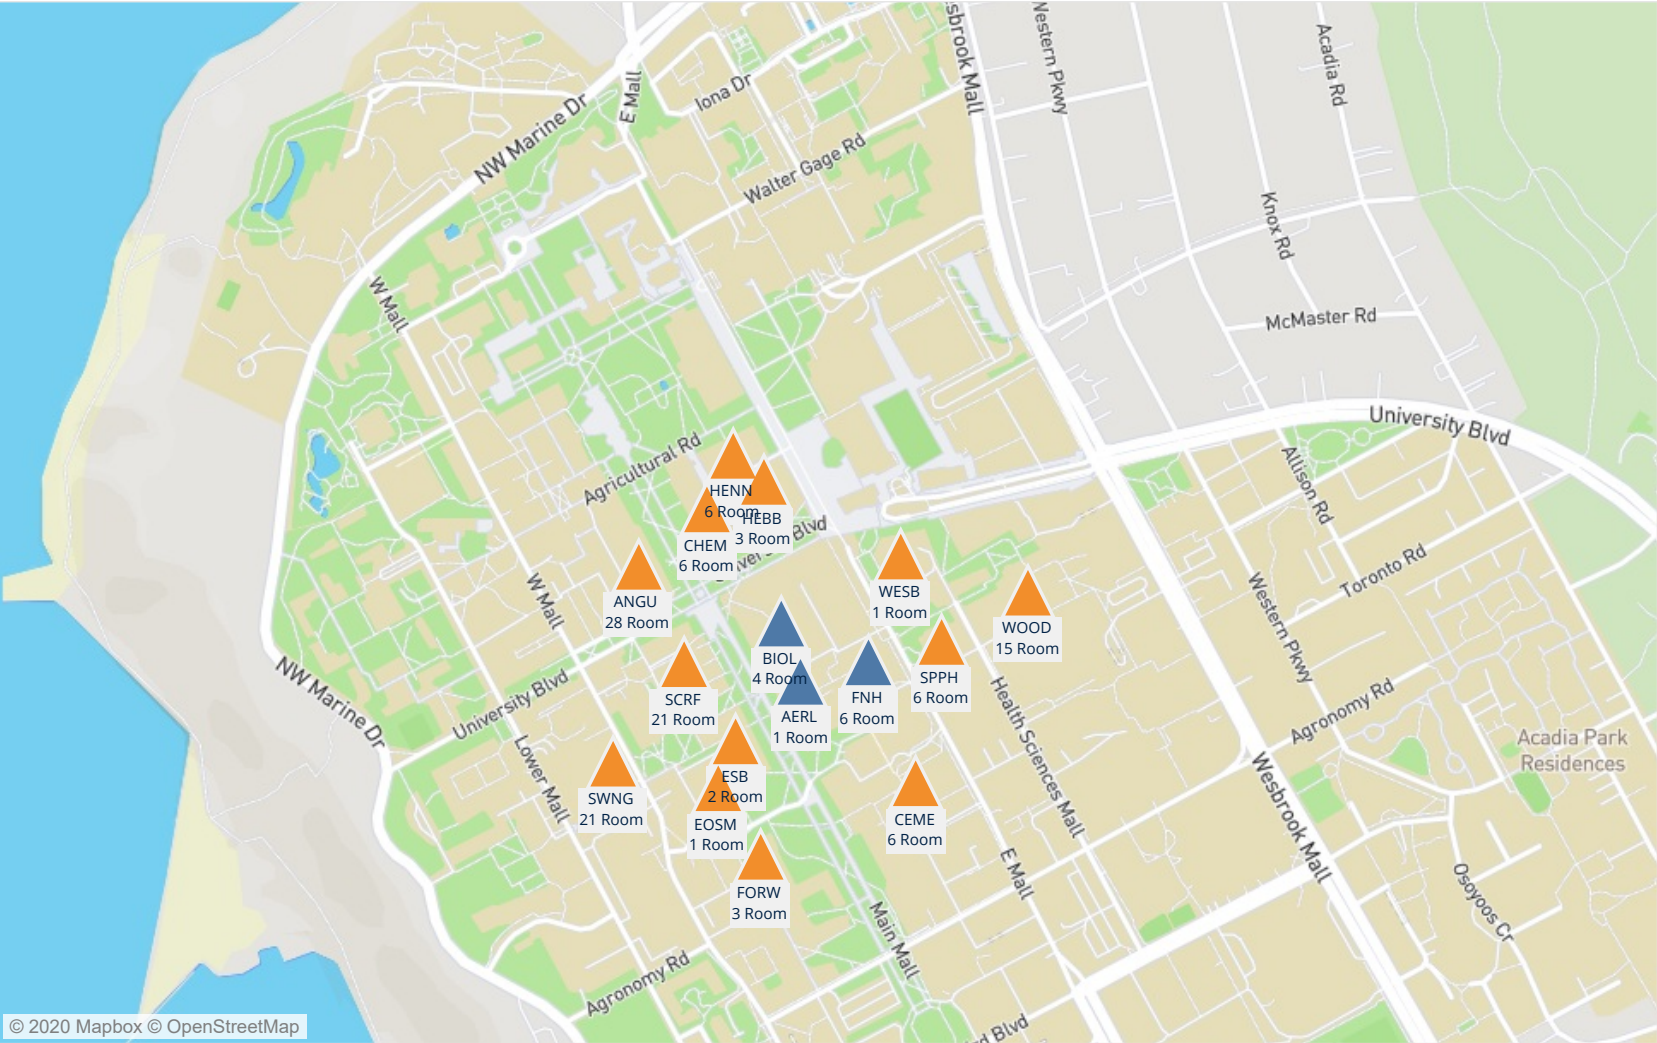 sbrook Mall
Western Pkwy
Acadia Rd
E Mall
Iona Dr
NW Marine Dr
Walter Gage Rd
Knox Rd
W Mall
McMaster Rd
University Blvd
Agricultural Rd
Allison Rd
HENN
6 Room
HEBB
3 Room
CHEM
6 Room
Blvd
ANGU
28 Room
W Mall
WESB
1 Room
WOOD
15 Room
Toronto Rd
Western Pkwy
BIOL
4 Room
SPPH
6 Room
FNH
6 Room
SCRF
21 Room
AERL
1 Room
NW Marine Dr
University Blvd
Health Sciences Mall
Agronomy Rd
Acadia Park
Residences
Lower Mall
ESB
2 Room
SWNG
21 Room
EOSM
1 Room
CEME
6 Room
Wesbrook Mall
FORW
3 Room
E Mall
Osoyoos Cr
Main Mall
Agronomy Rd
rd Blvd
© 2020 Mapbox © OpenStreetMap